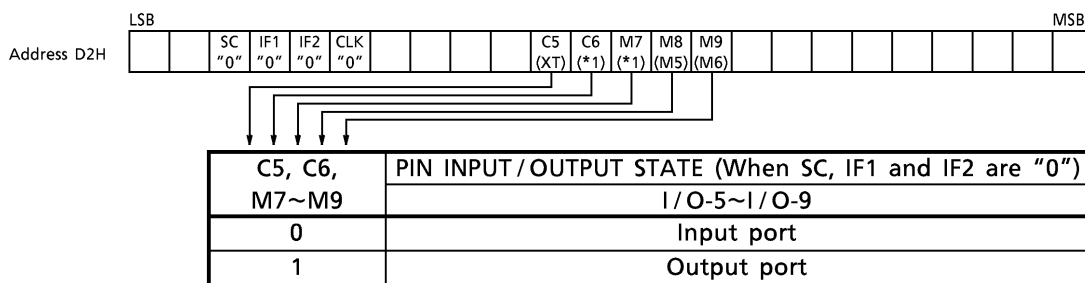 LSB MSB
Address D2H
SC IF1 IF2 CLK C5 C6 M7 M8 M9
"0" "0" "0" "0" (XT) (*1) (*1) (M5) (M6)
C5, C6, PIN INPUT/OUTPUT STATE (When SC, IF1 and IF2 are "0")
M7~M9 I/O-5~I/O-9
0 Input port
1 Output port